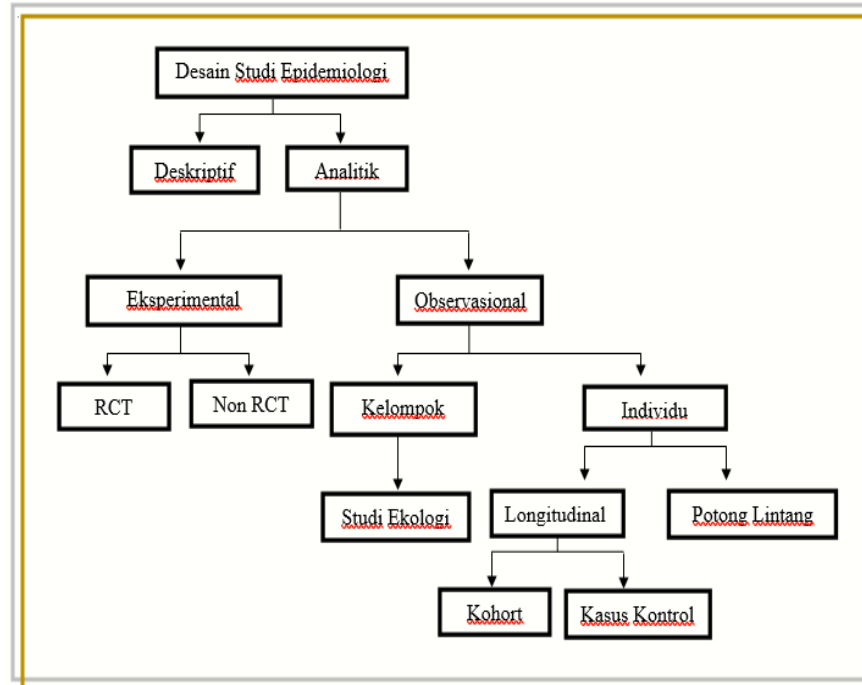 Desain Studi Epidemiologi
Deskriptif
Analitik
Eksperimental
Observasional
RCT
Non RCT
Kelompok
Individu
Studi Ekologi
Longitudinal
Potong Lintang
Kohort
Kasus Kontrol